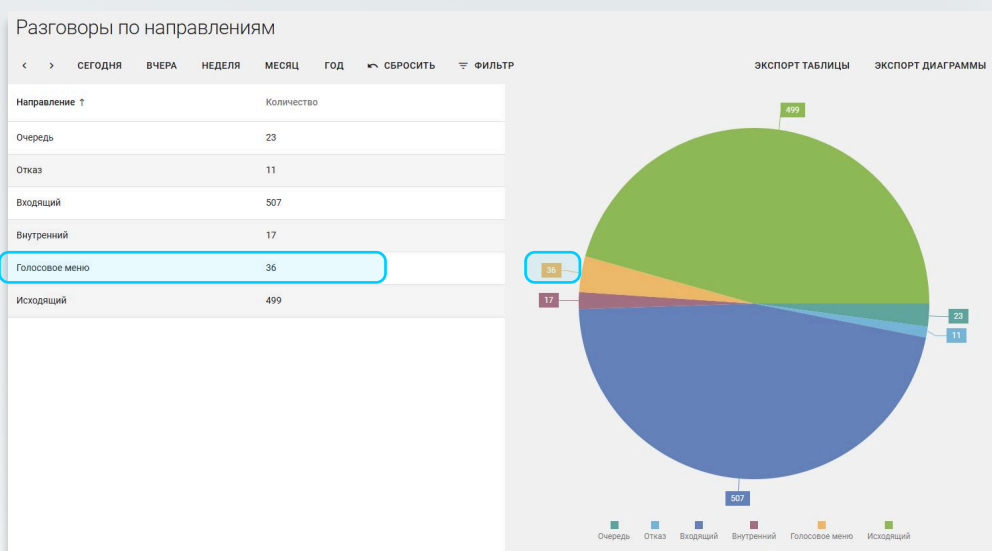 Разговоры по направлениям
< > СЕГОДНЯ ВЧЕРА НЕДЕЛЯ МЕСЯЦ ГОД СБРОСИТЬ ФИЛЬТР ЭКСПОРТ ТАБЛИЦЫ ЭКСПОРТ ДИАГРАММЫ
Направление ↑ Количество
Очередь 23
Отказ 11
Входящий 507
Внутренний 17
Голосовое меню 36
Исходящий 499
499
36
17
23
11
507
Очередь Отказ Входящий Внутренний Голосовое меню Исходящий